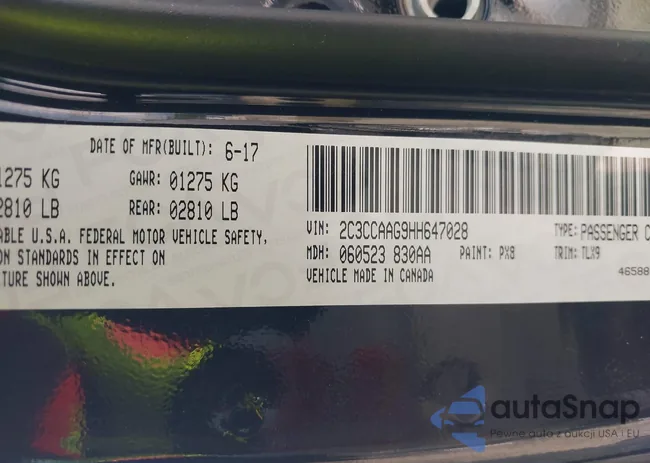 DATE OF MFR(BUILT): 6-17
1275 KG GAWR: 01275 KG
2810 LB REAR: 02810 LB
ABLE U.S.A. FEDERAL MOTOR VEHICLE SAFETY,
ON STANDARDS IN EFFECT ON
TURE SHOWN ABOVE.
VIN: 2C3CCAAG9HH647028 TYPE: PASSENGER C
MDH: 060523 830AA PAINT: PX8 TRIM: TLX9
VEHICLE MADE IN CANADA 46588
autaSnap
Pewne auta z aukcji USA i EU